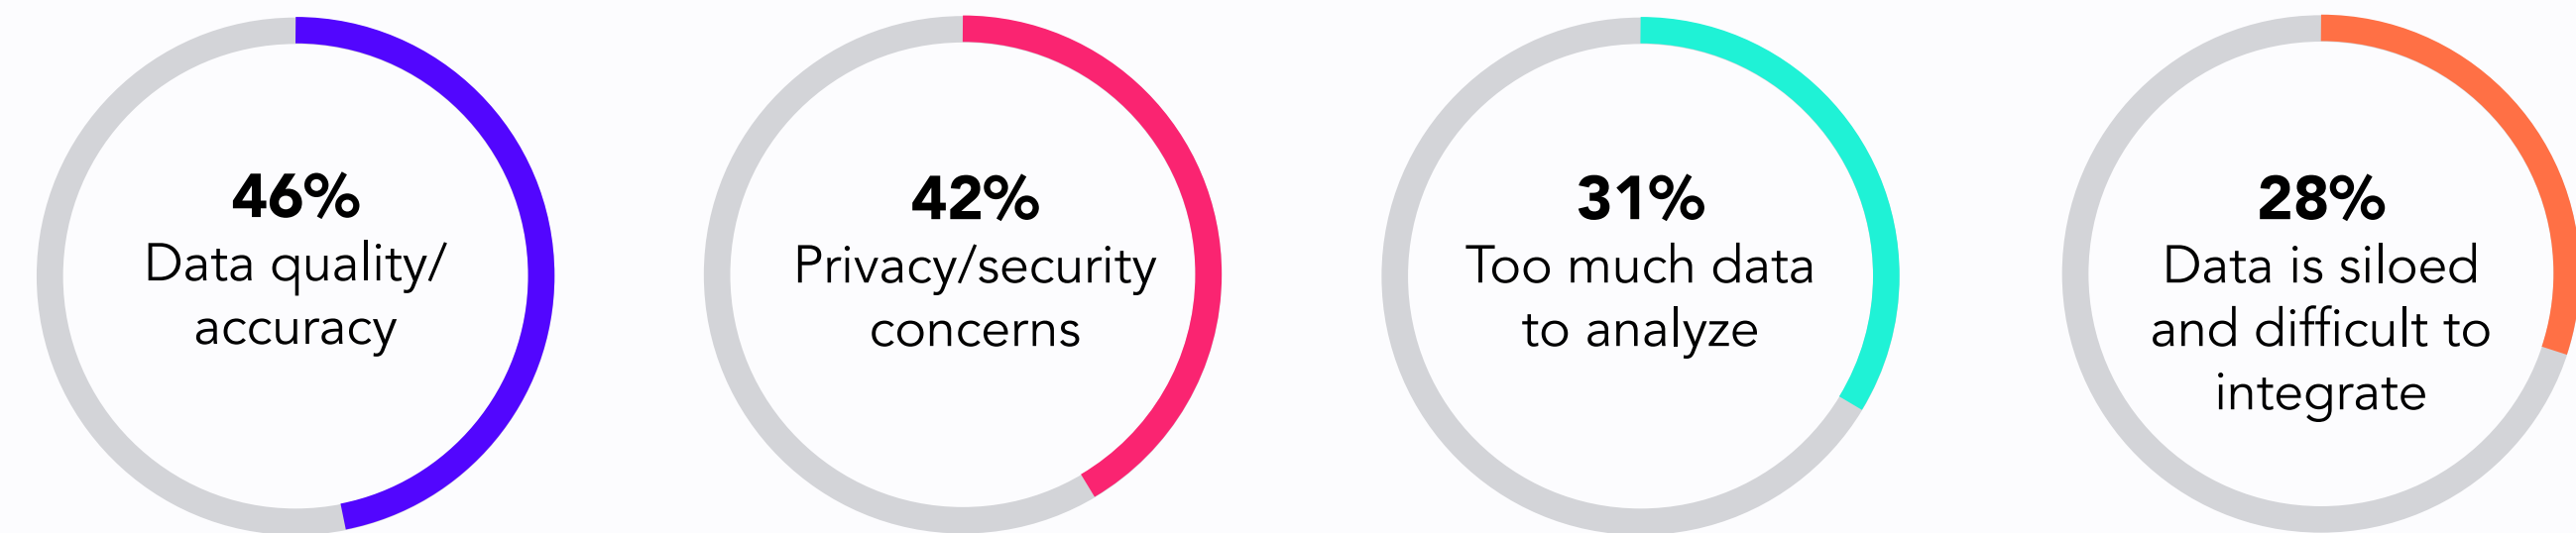 46%
Data quality/
accuracy
42%
Privacy/security
concerns
31%
Too much data
to analyze
28%
Data is siloed
and difficult to
integrate